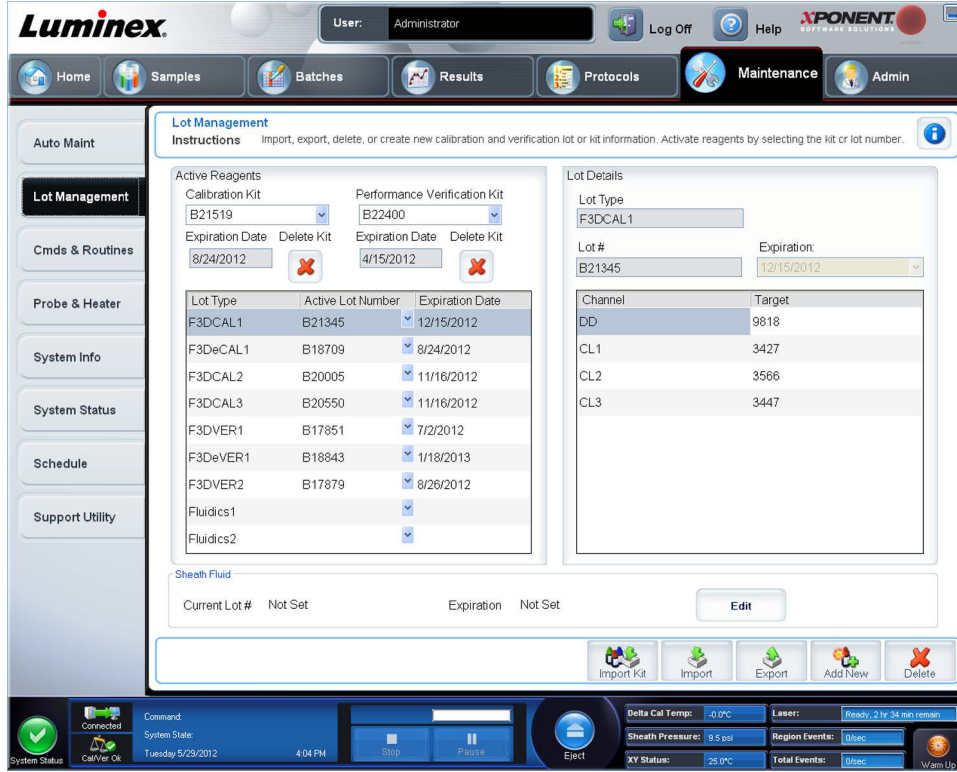 Luminex.
User: Administrator
Log Off
Help
XPONENT.
SOFTWARE SOLUTIONS
Home
Samples
Batches
Results
Protocols
Maintenance
Admin
Auto Maint
Lot Management
Cmds & Routines
Probe & Heater
System Info
System Status
Schedule
Support Utility
Lot Management
Instructions Import, export, delete, or create new calibration and verification lot or kit information. Activate reagents by selecting the kit or lot number.
Active Reagents
Calibration Kit Performance Verification Kit
B21519 B22400
Expiration Date Delete Kit Expiration Date Delete Kit
8/24/2012 4/15/2012
Lot Type Active Lot Number Expiration Date
F3DCAL1 B21345 12/15/2012
F3DeCAL1 B18709 8/24/2012
F3DCAL2 B20005 11/16/2012
F3DCAL3 B20550 11/16/2012
F3DVER1 B17851 7/2/2012
F3DeVER1 B18843 1/18/2013
F3DVER2 B17879 8/26/2012
Fluidics1
Fluidics2
Lot Details
Lot Type
F3DCAL1
Lot # Expiration:
B21345 12/15/2012
Channel Target
DD 9818
CL1 3427
CL2 3566
CL3 3447
Sheath Fluid
Current Lot # Not Set Expiration Not Set Edit
Import Kit Import Export Add New Delete
System Status
Connected
Cal/Ver Ok
Command:
System State:
Tuesday 5/29/2012 4:04 PM
Stop
Pause
Eject
Delta Cal Temp: -0.0°C Laser: Ready, 2 hr 34 min remain
Sheath Pressure: 9.5 psi Region Events: 0/sec
XY Status: 25.0°C Total Events: 0/sec
Warm Up